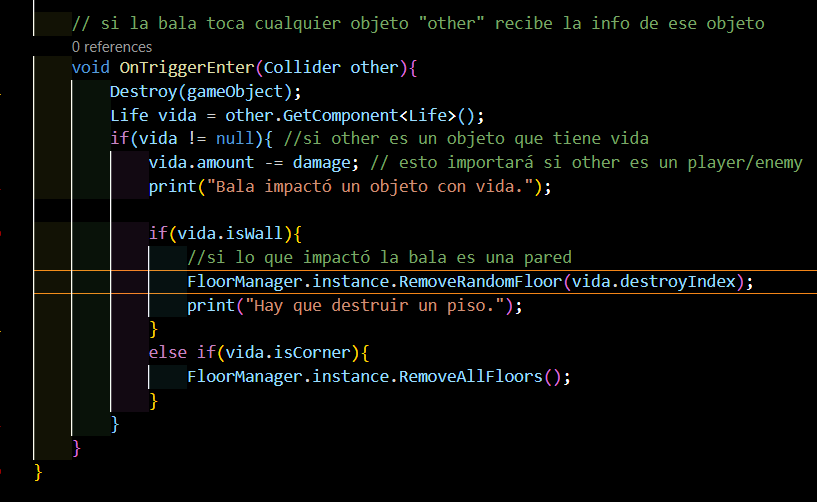 // si la bala toca cualquier objeto "other" recibe la info de ese objeto
0 references
void OnTriggerEnter(Collider other){
Destroy(gameObject);
Life vida = other.GetComponent<Life>();
if(vida != null){ //si other es un objeto que tiene vida
vida.amount -= damage; // esto importará si other es un player/enemy
print("Bala impactó un objeto con vida.");
if(vida.isWall){
//si lo que impactó la bala es una pared
FloorManager.instance.RemoveRandomFloor(vida.destroyIndex);
print("Hay que destruir un piso.");
}
else if(vida.isCorner){
FloorManager.instance.RemoveAllFloors();
}
}
}
}